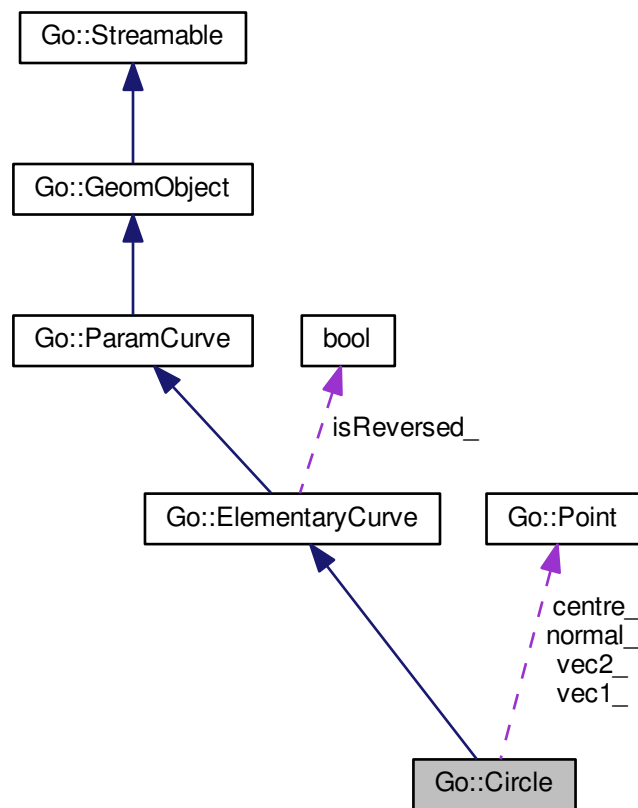 Go::Streamable
Go::GeomObject
Go::ParamCurve
bool
isReversed_
Go::ElementaryCurve
Go::Point
centre_
normal_
vec2_
vec1_
Go::Circle